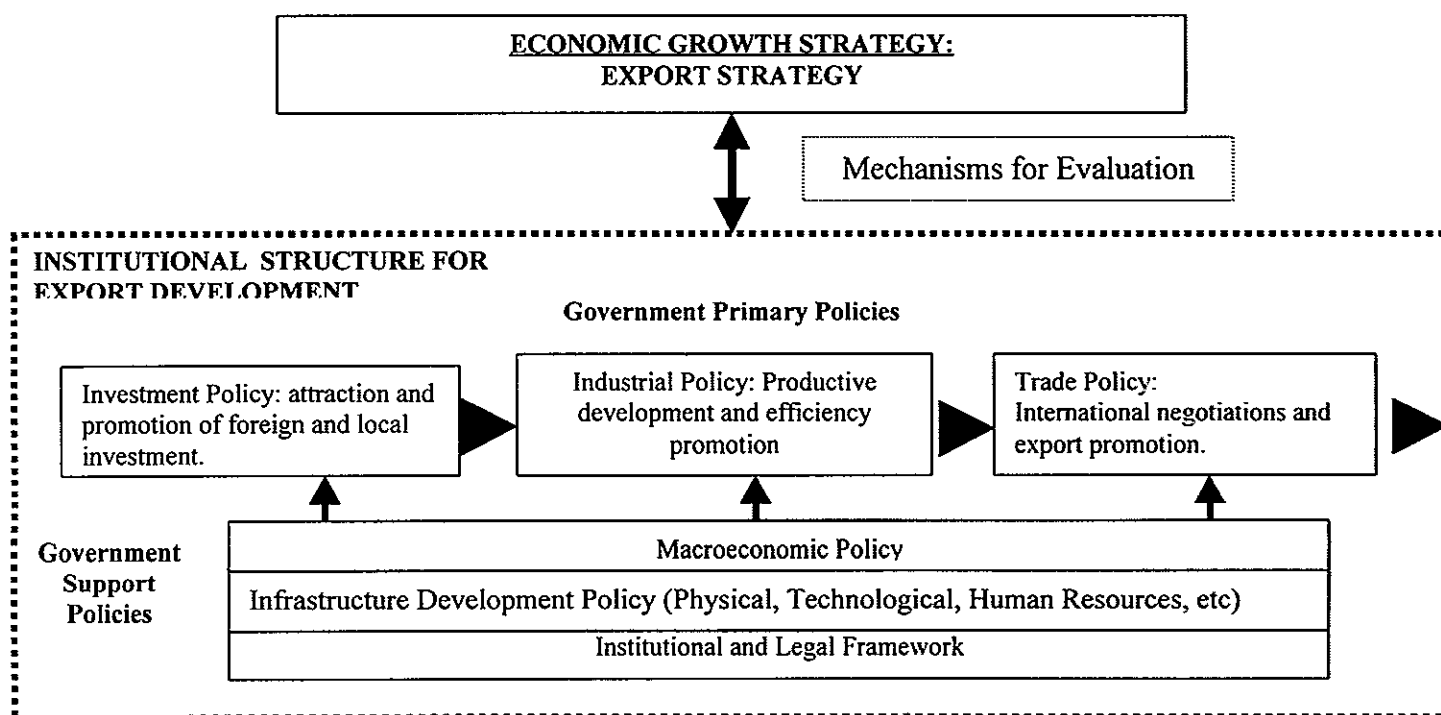 ECONOMIC GROWTH STRATEGY:
EXPORT STRATEGY
Mechanisms for Evaluation
INSTITUTIONAL STRUCTURE FOR
EXPORT DEVELOPMENT
Government Primary Policies
Investment Policy: attraction and
promotion of foreign and local
investment.
Industrial Policy: Productive
development and efficiency
promotion
Trade Policy:
International negotiations and
export promotion.
Government
Support
Policies
Macroeconomic Policy
Infrastructure Development Policy (Physical, Technological, Human Resources, etc)
Institutional and Legal Framework